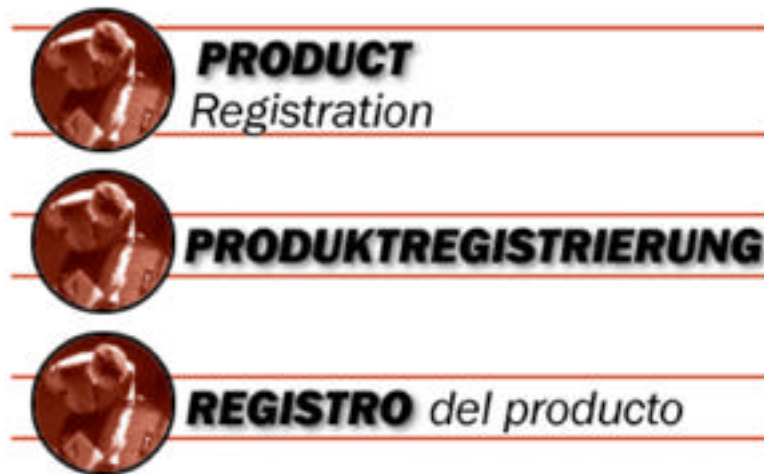 PRODUCT
Registration
PRODUKTREGISTRIERUNG
REGISTRO del producto